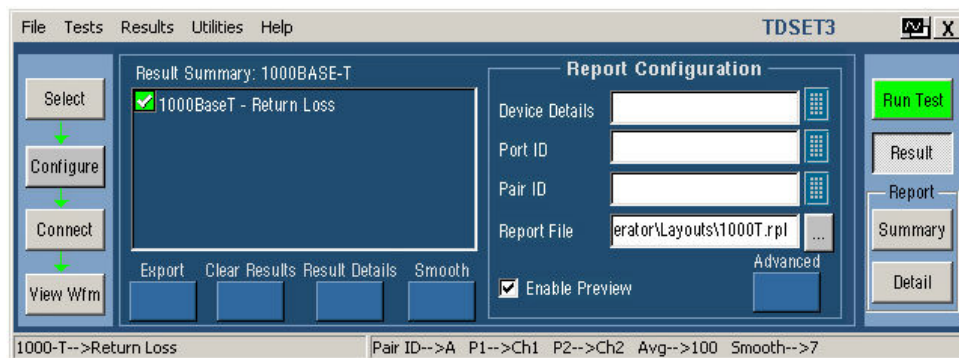 File Tests Results Utilities Help TDSET3 X
Select
Configure
Connect
View Wfm
Result Summary: 1000BASE-T
1000BaseT - Return Loss
Export Clear Results Result Details Smooth
Report Configuration
Device Details
Port ID
Pair ID
Report File erator\Layouts\1000T.rpl ...
Enable Preview
Advanced
Run Test
Result
Report
Summary
Detail
1000-T-->Return Loss Pair ID-->A P1-->Ch1 P2-->Ch2 Avg-->100 Smooth-->7